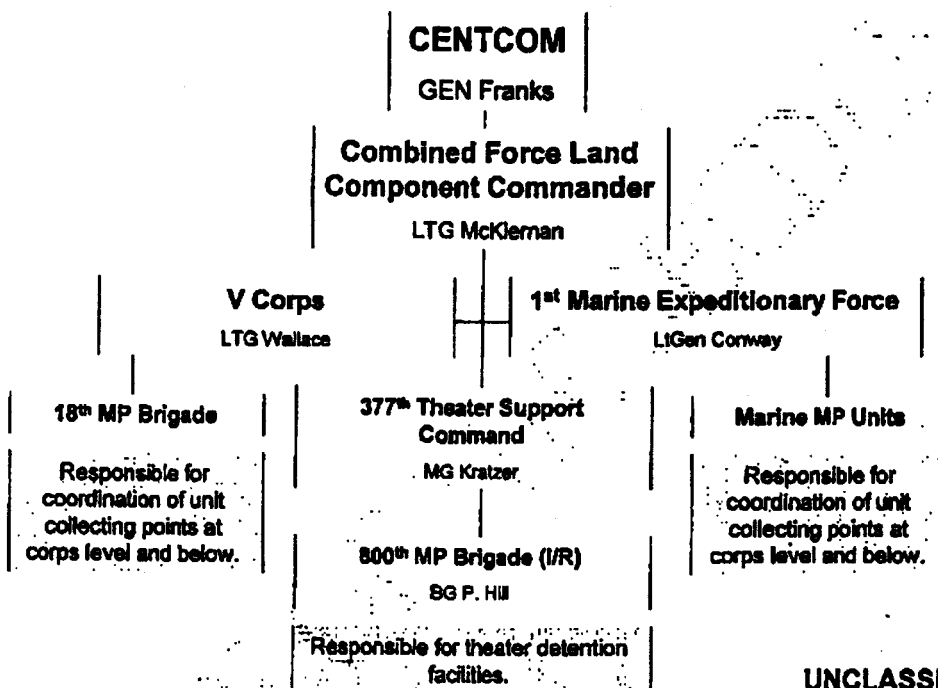 CENTCOM
GEN Franks
Combined Force Land
Component Commander
LTG McKiernan
V Corps
LTG Wallace
1st Marine Expeditionary Force
LtGen Conway
18th MP Brigade
Responsible for
coordination of unit
collecting points at
corps level and below.
377th Theater Support
Command
MG Kratzer
800th MP Brigade (I/R)
BG P. Hill
Responsible for theater detention
facilities.
Marine MP Units
Responsible for
coordination of unit
collecting points at
corps level and below.